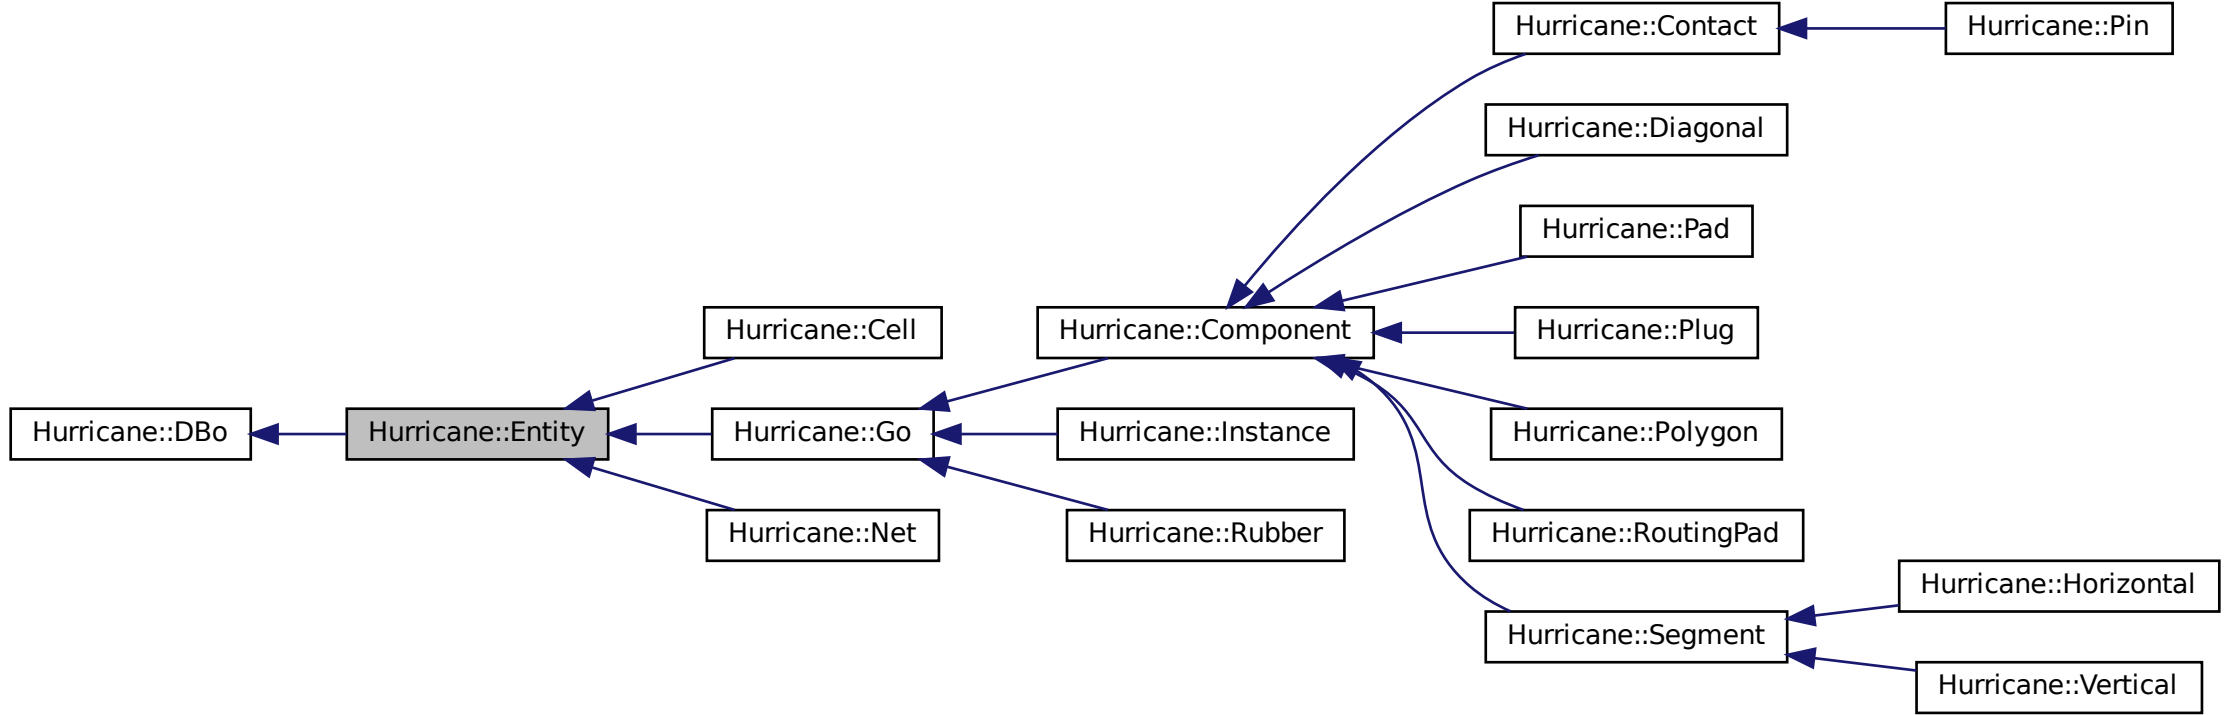 Hurricane::Contact
Hurricane::Pin
Hurricane::Diagonal
Hurricane::Pad
Hurricane::Cell
Hurricane::Component
Hurricane::Plug
Hurricane::DBo
Hurricane::Entity
Hurricane::Go
Hurricane::Instance
Hurricane::Polygon
Hurricane::Net
Hurricane::Rubber
Hurricane::RoutingPad
Hurricane::Horizontal
Hurricane::Segment
Hurricane::Vertical